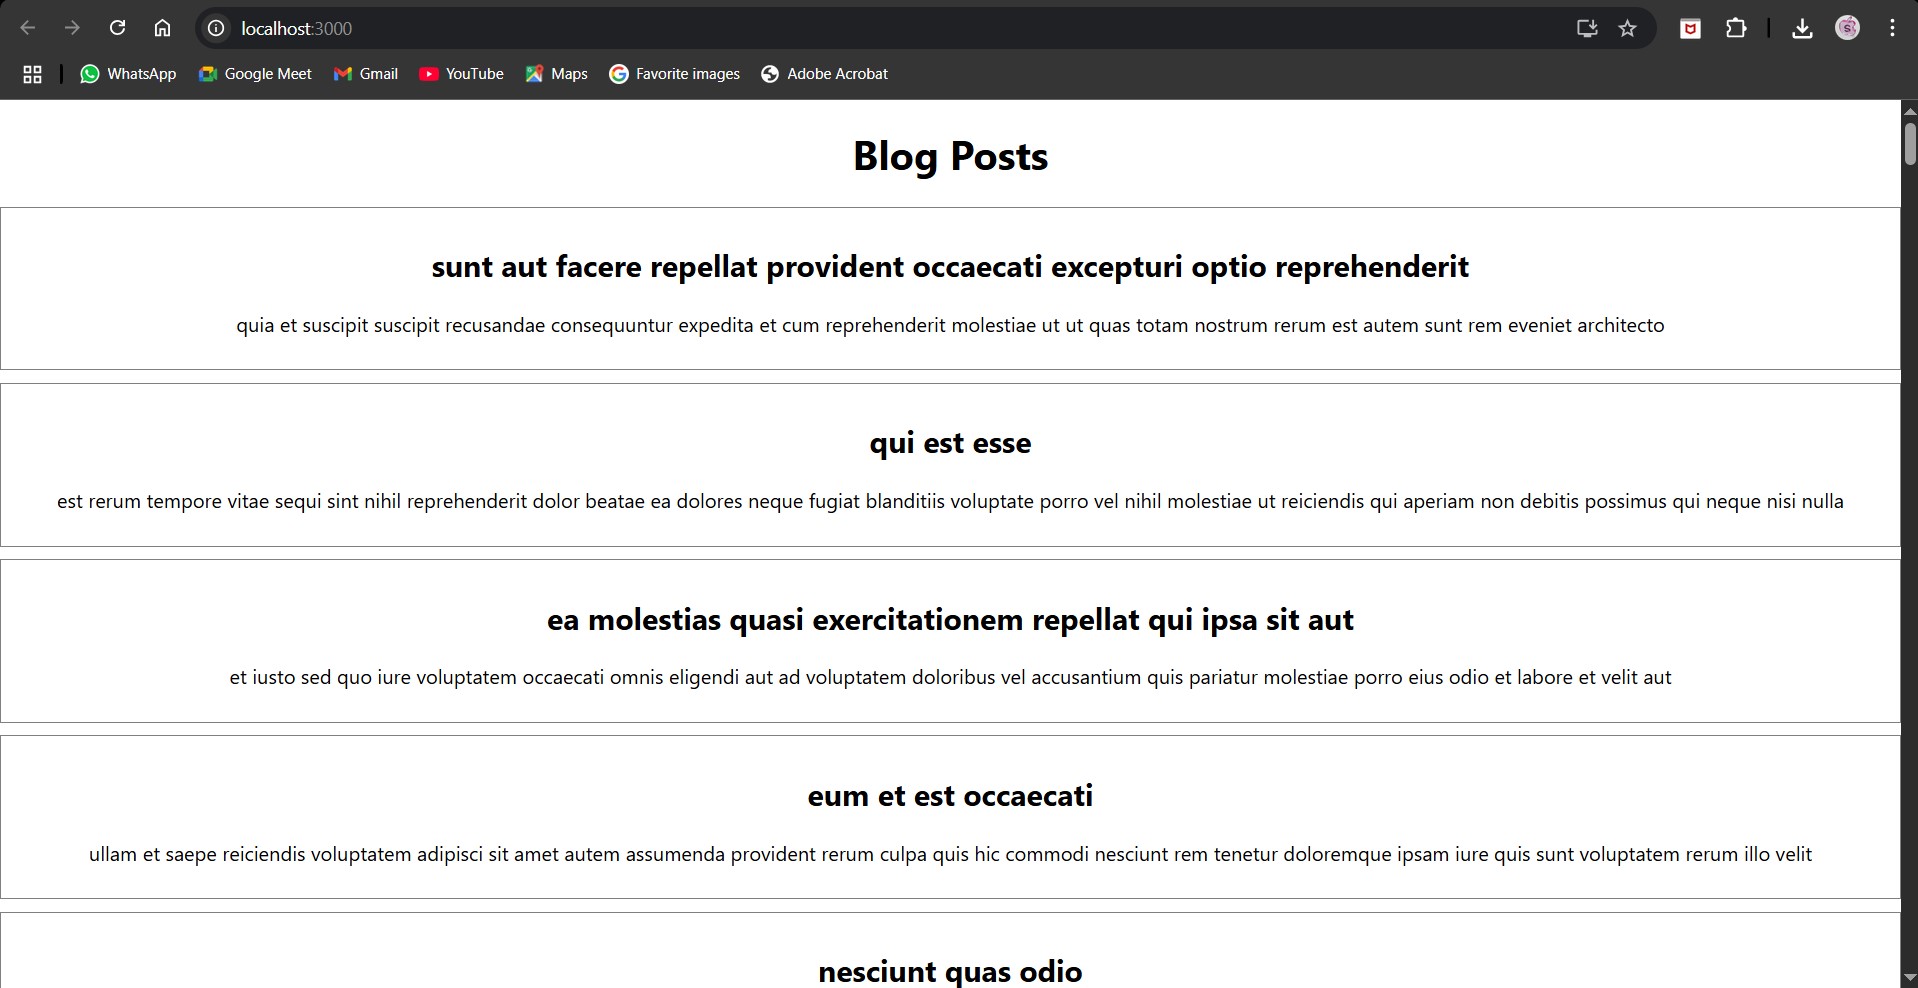 localhost:3000
WhatsApp Google Meet Gmail YouTube Maps Favorite images Adobe Acrobat
Blog Posts
sunt aut facere repellat provident occaecati excepturi optio reprehenderit
quia et suscipit suscipit recusandae consequuntur expedita et cum reprehenderit molestiae ut ut quas totam nostrum rerum est autem sunt rem eveniet architecto
qui est esse
est rerum tempore vitae sequi sint nihil reprehenderit dolor beatae ea dolores neque fugiat blanditiis voluptate porro vel nihil molestiae ut reiciendis qui aperiam non debitis possimus qui neque nisi nulla
ea molestias quasi exercitationem repellat qui ipsa sit aut
et iusto sed quo iure voluptatem occaecati omnis eligendi aut ad voluptatem doloribus vel accusantium quis pariatur molestiae porro eius odio et labore et velit aut
eum et est occaecati
ullam et saepe reiciendis voluptatem adipisci sit amet autem assumenda provident rerum culpa quis hic commodi nesciunt rem tenetur doloremque ipsam iure quis sunt voluptatem rerum illo velit
nesciunt quas odio